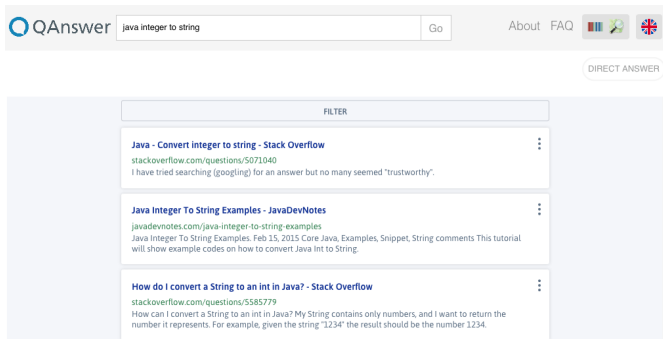 QAnswer
java integer to string
Go
About FAQ
DIRECT ANSWER
FILTER
Java - Convert integer to string - Stack Overflow
stackoverflow.com/questions/5071040
I have tried searching (googling) for an answer but no many seemed "trustworthy".
Java Integer To String Examples - JavaDevNotes
javadevnotes.com/java-integer-to-string-examples
Java Integer To String Examples. Feb 15, 2015 Core Java, Examples, Snippet, String comments This tutorial
will show example codes on how to convert Java Int to String.
How do I convert a String to an int in Java? - Stack Overflow
stackoverflow.com/questions/5585779
How can I convert a String to an int in Java? My String contains only numbers, and I want to return the
number it represents. For example, given the string "1234" the result should be the number 1234.